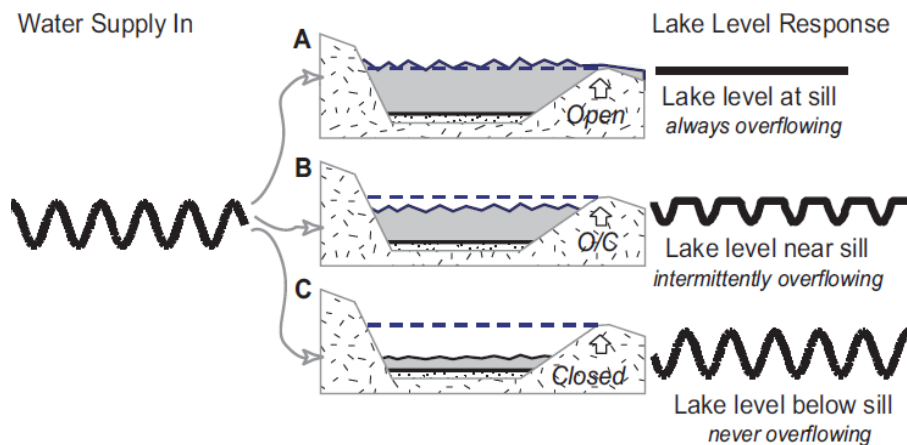 Water Supply In
Lake Level Response
A
Open
Lake level at sill
always overflowing
B
O/C
Lake level near sill
intermittently overflowing
C
Closed
Lake level below sill
never overflowing